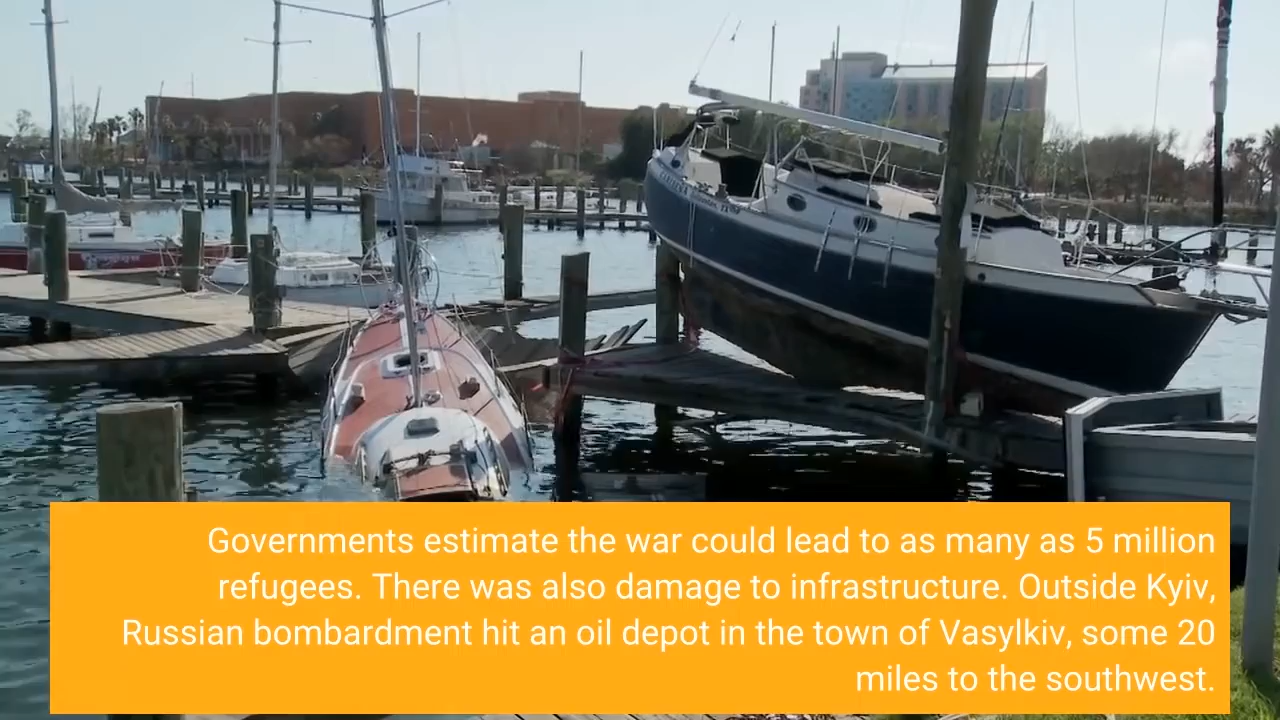 Governments estimate the war could lead to as many as 5 million
refugees. There was also damage to infrastructure. Outside Kyiv,
Russian bombardment hit an oil depot in the town of Vasylkiv, some 20
miles to the southwest.